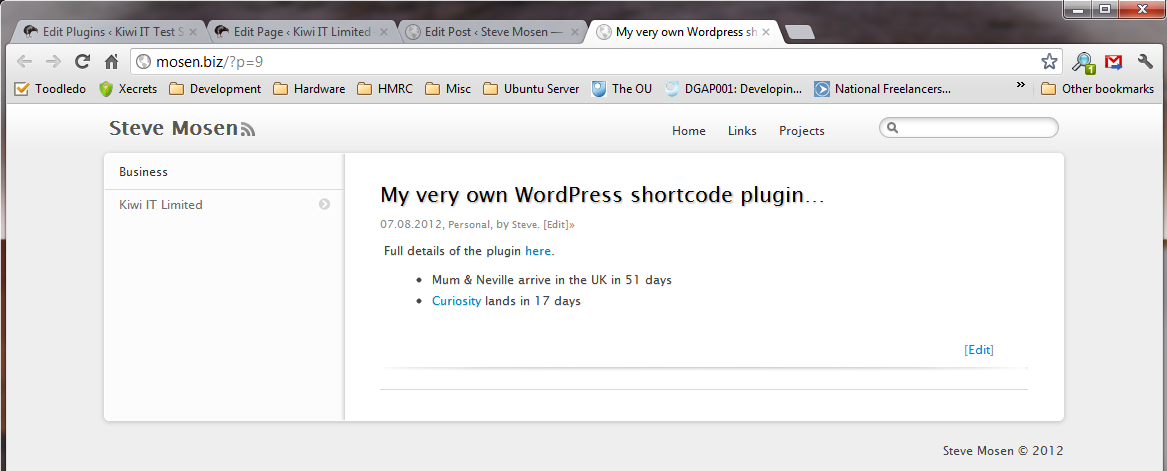 Edit Plugins ‹ Kiwi IT Test S
Edit Page ‹ Kiwi IT Limited
Edit Post ‹ Steve Mosen —
My very own Wordpress sh
mosen.biz/?p=9
1
Toodledo Xecrets Development Hardware HMRC Misc Ubuntu Server The OU DGAP001: Developin... National Freelancers... » Other bookmarks
Steve Mosen
Home Links Projects
Business
Kiwi IT Limited
My very own WordPress shortcode plugin…
07.08.2012, Personal, by Steve. [Edit]»
Full details of the plugin here.
• Mum & Neville arrive in the UK in 51 days
• Curiosity lands in 17 days
[Edit]
Steve Mosen © 2012